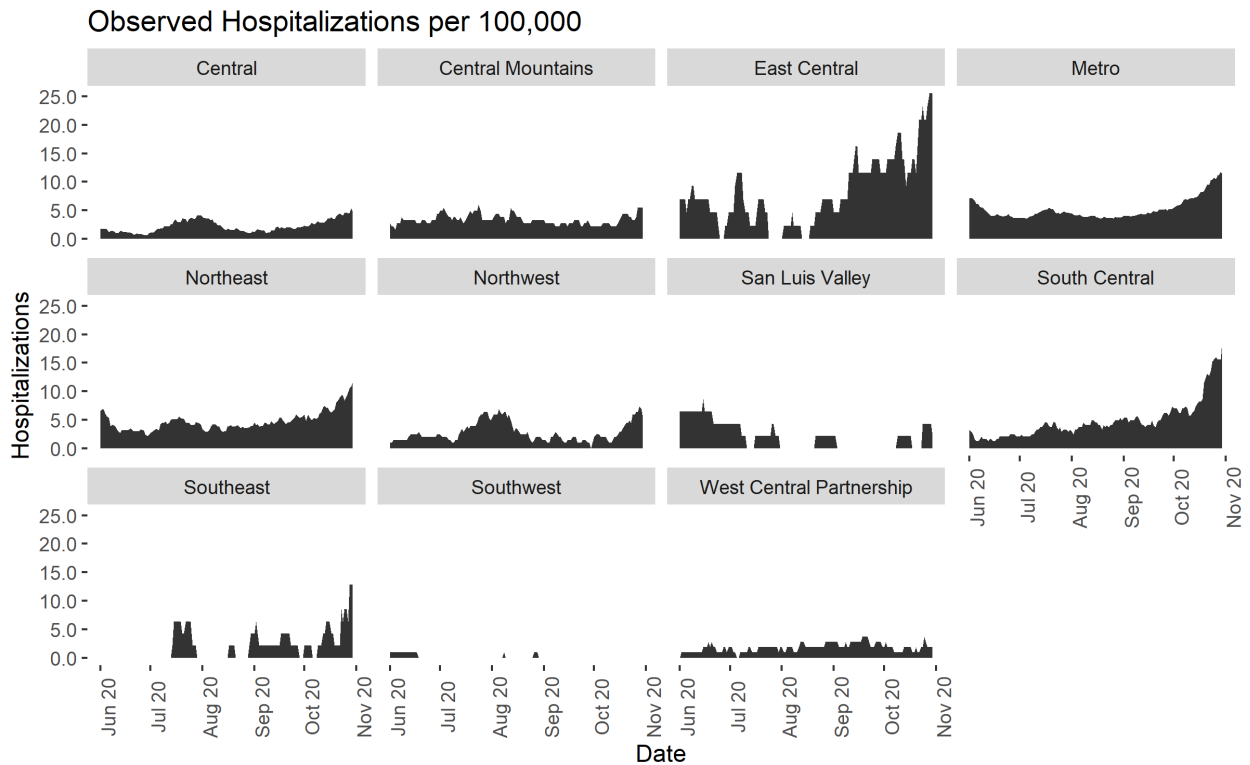 Observed Hospitalizations per 100,000
Central
Central Mountains
East Central
Metro
25.0
20.0
15.0
10.0
5.0
0.0
Northeast
Northwest
San Luis Valley
South Central
25.0
20.0
15.0
10.0
5.0
0.0
Jun 20
Jul 20
Aug 20
Sep 20
Oct 20
Nov 20
Southeast
Southwest
West Central Partnership
25.0
20.0
15.0
10.0
5.0
0.0
Jun 20
Jul 20
Aug 20
Sep 20
Oct 20
Nov 20
Jun 20
Jul 20
Aug 20
Sep 20
Oct 20
Nov 20
Jun 20
Jul 20
Aug 20
Sep 20
Oct 20
Nov 20
Hospitalizations
Date